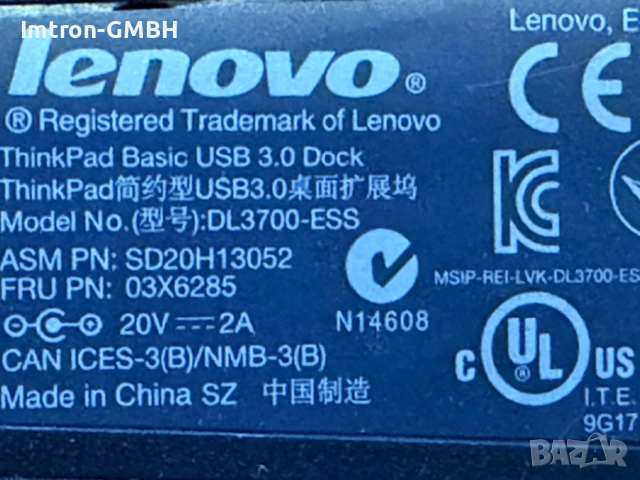 Imtron-GMBH
Lenovo, E
lenovo®
® Registered Trademark of Lenovo
ThinkPad Basic USB 3.0 Dock
ThinkPad简约型USB3.0桌面扩展坞
Model No.(型号):DL3700-ESS
ASM PN: SD20H13052
FRU PN: 03X6285
20V⎓2A
CAN ICES-3(B)/NMB-3(B)
Made in China SZ 中国制造
CE
KC
MSIP-REI-LVK-DL3700-ES
N14608
C UL® US
I.T.E.
9G17
BAZAR